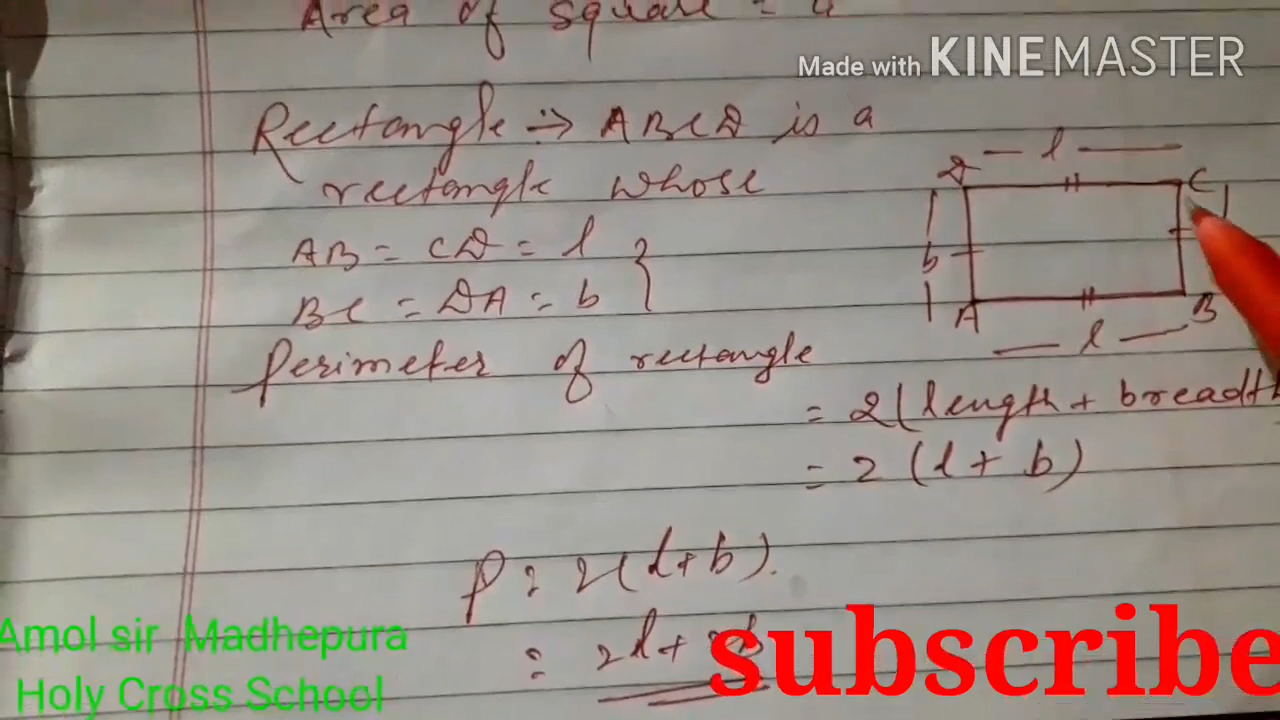 Area of square =
Made with KINEMASTER
Rectangle ⇒ ABCD is a
rectangle whose
AB = CD = l
BC = DA = b }
D l C
b
A l B
Perimeter of rectangle
= 2(length + breadth
= 2(l + b)
P = 2(l+b).
= 2l + 2b
Amol sir Madhepura
Holy Cross School
subscribe